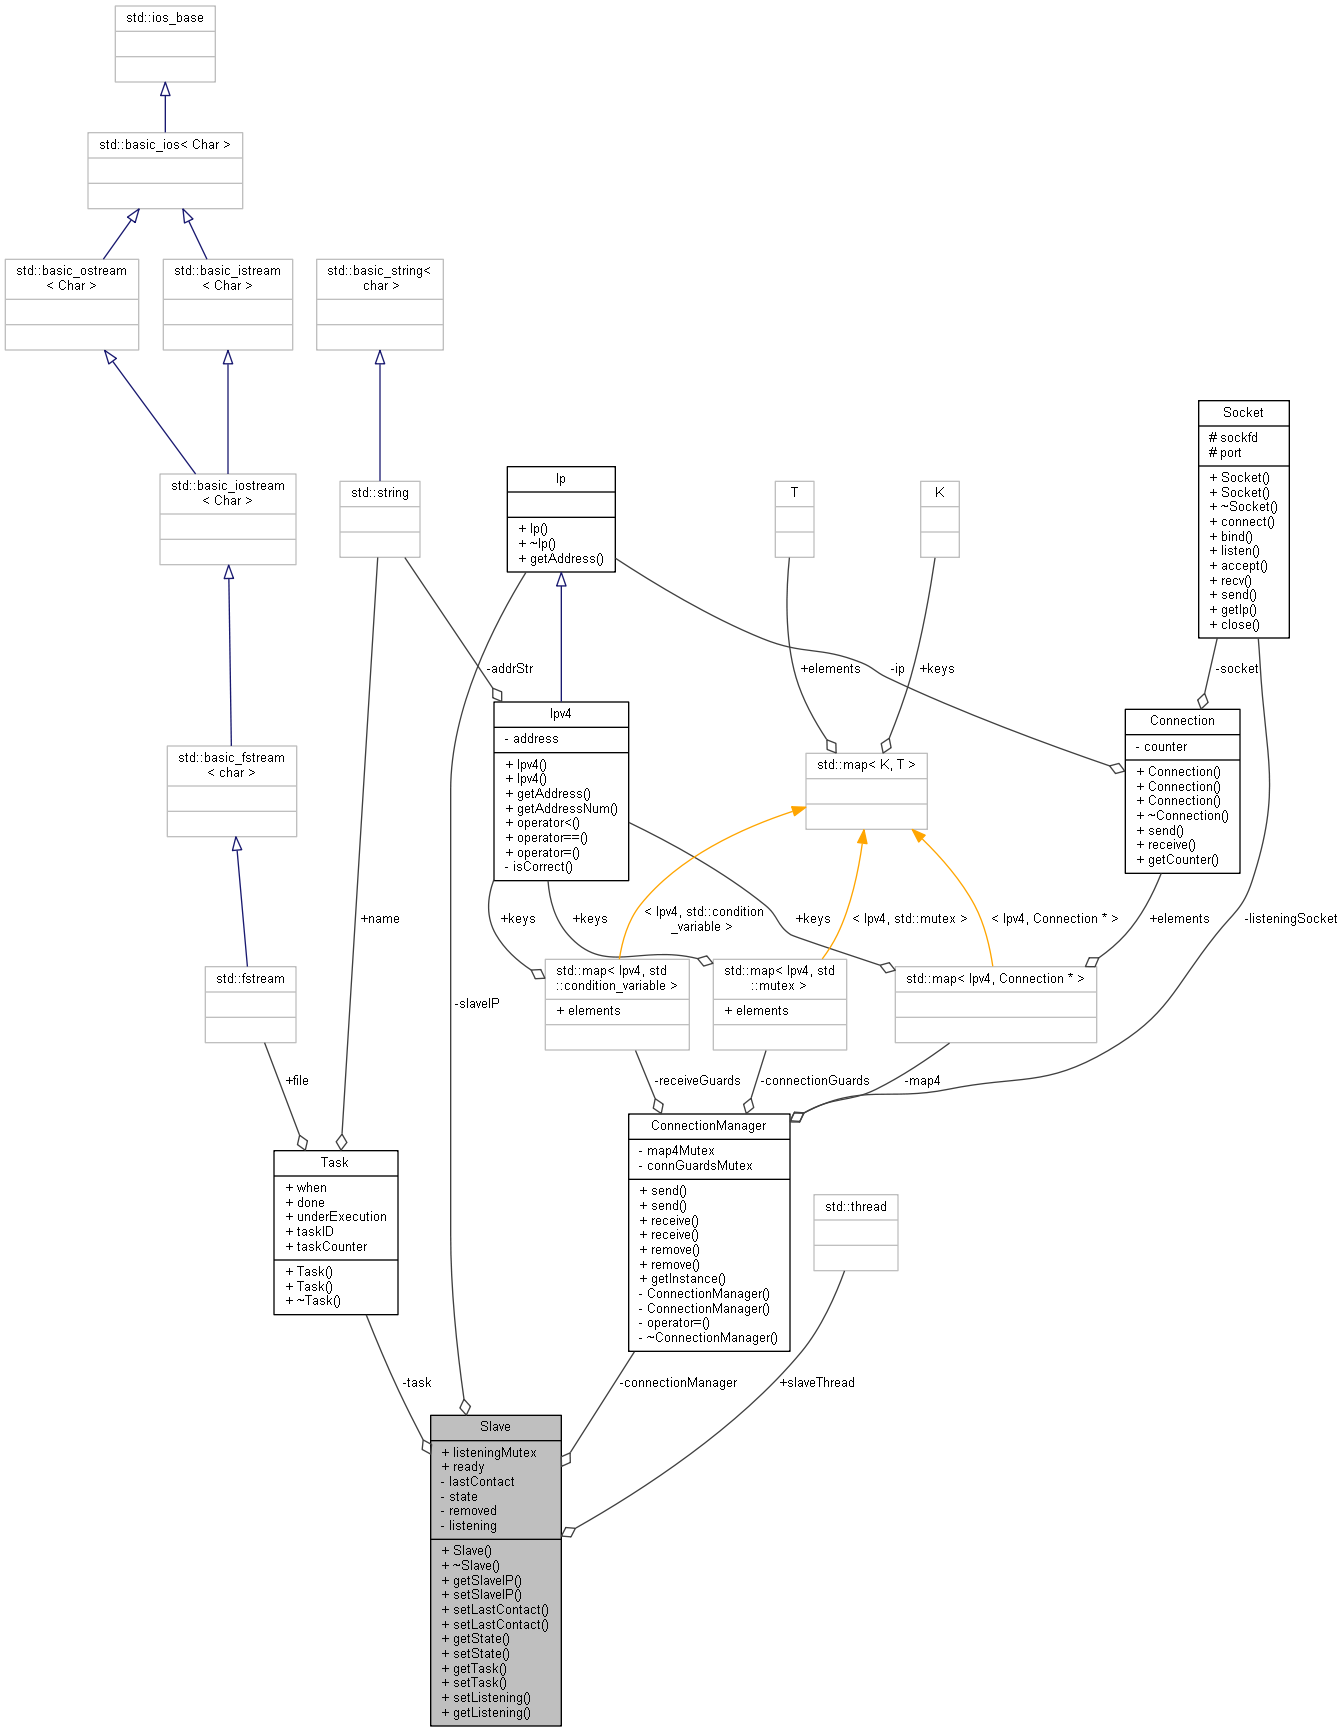 std::ios_base
std::basic_ios< Char >
std::basic_ostream
< Char >
std::basic_istream
< Char >
std::basic_string<
char >
std::basic_iostream
< Char >
std::string
Ip
+ Ip()
+ ~Ip()
+ getAddress()
T
K
Socket
# sockfd
# port
+ Socket()
+ Socket()
+ ~Socket()
+ connect()
+ bind()
+ listen()
+ accept()
+ recv()
+ send()
+ getIp()
+ close()
-addrStr
+elements
-ip
+keys
-socket
std::basic_fstream
< char >
Ipv4
- address
+ Ipv4()
+ Ipv4()
+ getAddress()
+ getAddressNum()
+ operator<()
+ operator==()
+ operator=()
- isCorrect()
std::map< K, T >
Connection
- counter
+ Connection()
+ Connection()
+ Connection()
+ ~Connection()
+ send()
+ receive()
+ getCounter()
+name
+keys
+keys
< Ipv4, std::condition
_variable >
+keys
< Ipv4, std::mutex >
< Ipv4, Connection * >
+elements
-listeningSocket
std::fstream
-slaveIP
std::map< Ipv4, std
::condition_variable >
+ elements
std::map< Ipv4, std
::mutex >
+ elements
std::map< Ipv4, Connection * >
+file
-receiveGuards
-connectionGuards
-map4
Task
+ when
+ done
+ underExecution
+ taskID
+ taskCounter
+ Task()
+ Task()
+ ~Task()
ConnectionManager
- map4Mutex
- connGuardsMutex
+ send()
+ send()
+ receive()
+ receive()
+ remove()
+ remove()
+ getInstance()
- ConnectionManager()
- ConnectionManager()
- operator=()
- ~ConnectionManager()
std::thread
-task
-connectionManager
+slaveThread
Slave
+ listeningMutex
+ ready
- lastContact
- state
- removed
- listening
+ Slave()
+ ~Slave()
+ getSlaveIP()
+ setSlaveIP()
+ setLastContact()
+ setLastContact()
+ getState()
+ setState()
+ getTask()
+ setTask()
+ setListening()
+ getListening()